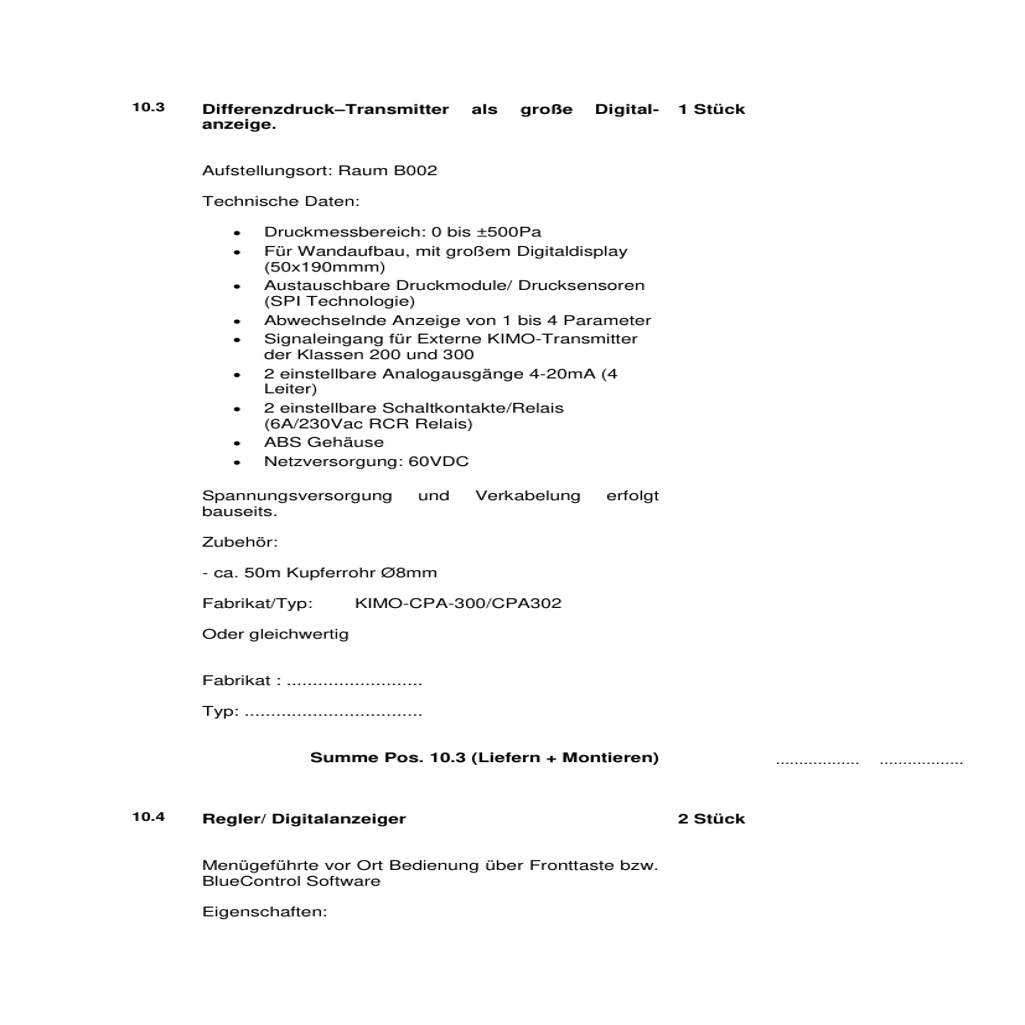 10.3 Differenzdruck–Transmitter als große Digital- 1 Stück
anzeige.
Aufstellungsort: Raum B002
Technische Daten:
• Druckmessbereich: 0 bis ±500Pa
• Für Wandaufbau, mit großem Digitaldisplay
(50x190mmm)
• Austauschbare Druckmodule/ Drucksensoren
(SPI Technologie)
• Abwechselnde Anzeige von 1 bis 4 Parameter
• Signaleingang für Externe KIMO-Transmitter
der Klassen 200 und 300
• 2 einstellbare Analogausgänge 4-20mA (4
Leiter)
• 2 einstellbare Schaltkontakte/Relais
(6A/230Vac RCR Relais)
• ABS Gehäuse
• Netzversorgung: 60VDC
Spannungsversorgung und Verkabelung erfolgt
bauseits.
Zubehör:
- ca. 50m Kupferrohr Ø8mm
Fabrikat/Typ: KIMO-CPA-300/CPA302
Oder gleichwertig
Fabrikat : ..........................
Typ: ..................................
Summe Pos. 10.3 (Liefern + Montieren) .................. ..................
10.4 Regler/ Digitalanzeiger 2 Stück
Menügeführte vor Ort Bedienung über Fronttaste bzw.
BlueControl Software
Eigenschaften: